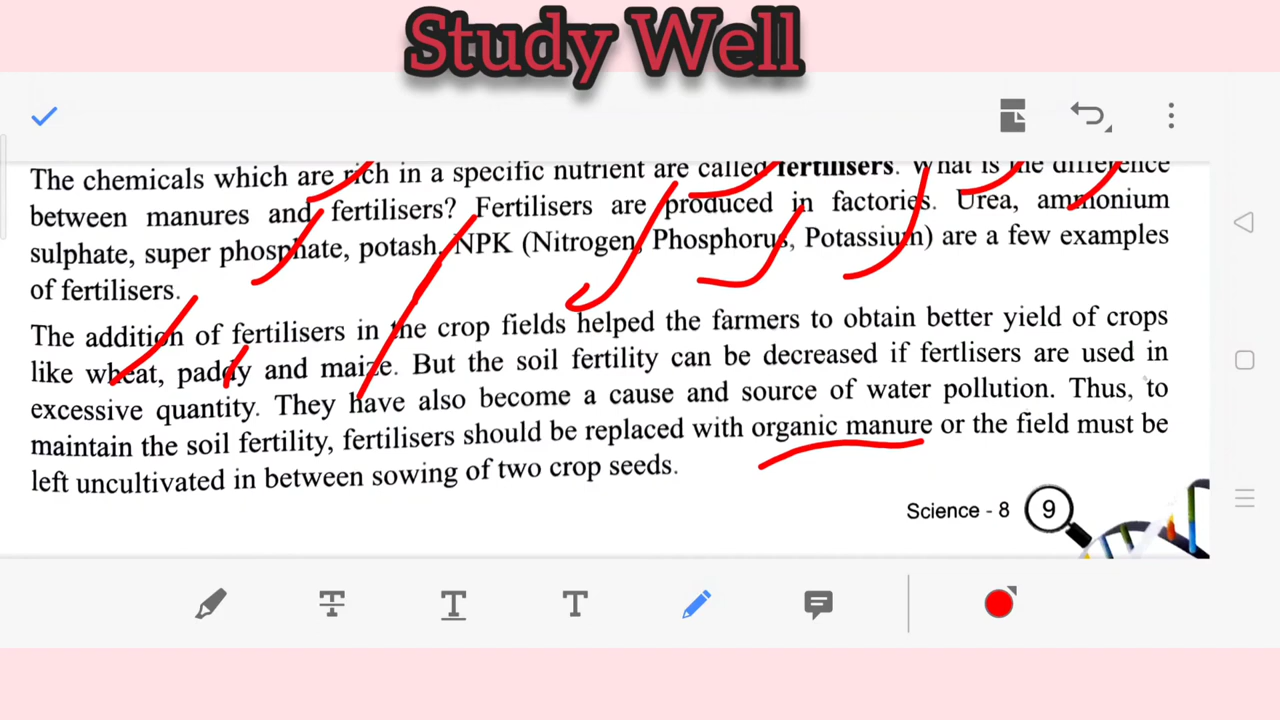 Study Well
The chemicals which are rich in a specific nutrient are called fertilisers. What is the difference
between manures and fertilisers? Fertilisers are produced in factories. Urea, ammonium
sulphate, super phosphate, potash, NPK (Nitrogen, Phosphorus, Potassium) are a few examples
of fertilisers.
The addition of fertilisers in the crop fields helped the farmers to obtain better yield of crops
like wheat, paddy and maize. But the soil fertility can be decreased if fertlisers are used in
excessive quantity. They have also become a cause and source of water pollution. Thus, to
maintain the soil fertility, fertilisers should be replaced with organic manure or the field must be
left uncultivated in between sowing of two crop seeds.
Science - 8 9
T T T